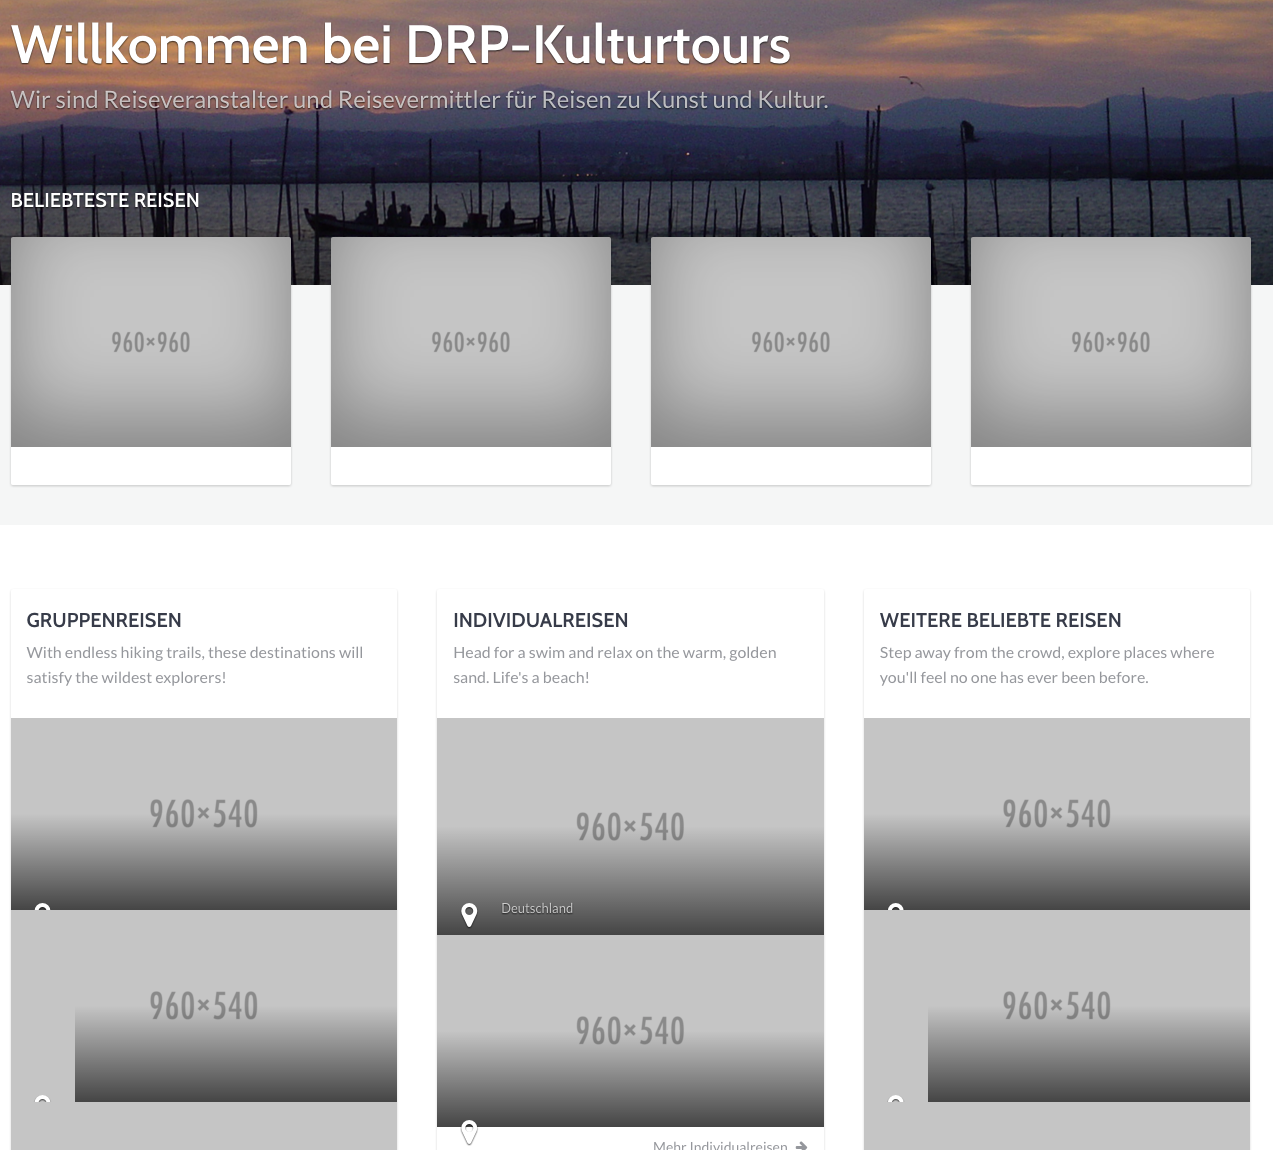 Willkommen bei DRP-Kulturtours
Wir sind Reiseveranstalter und Reisevermittler für Reisen zu Kunst und Kultur.
BELIEBTESTE REISEN
960×960
960×960
960×960
960×960
GRUPPENREISEN
With endless hiking trails, these destinations will
satisfy the wildest explorers!
960×540
960×540
INDIVIDUALREISEN
Head for a swim and relax on the warm, golden
sand. Life's a beach!
960×540
Deutschland
960×540
Mehr Individualreisen
WEITERE BELIEBTE REISEN
Step away from the crowd, explore places where
you'll feel no one has ever been before.
960×540
960×540